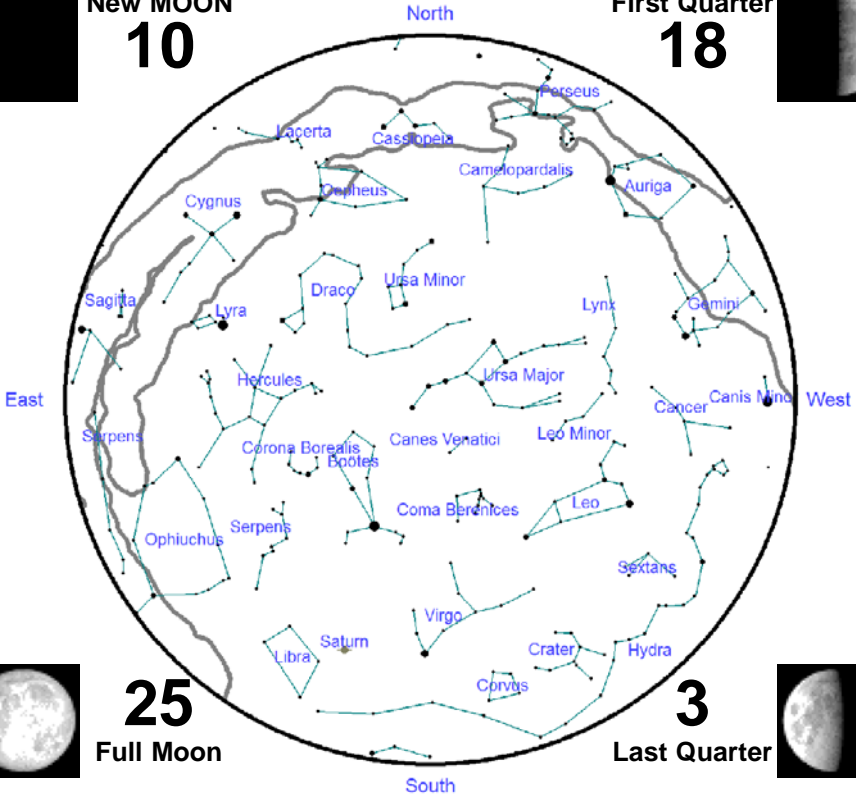 New MOON
10
North
First Quarter
18
Perseus
Lacerta
Cassiopeia
Camelopardalis
Cepheus
Auriga
Cygnus
Draco
Ursa Minor
Sagitta
Lyra
Lynx
Gemini
Hercules
Ursa Major
East
Cancer
Canis Mino
West
Serpens
Corona Borealis
Canes Venatici
Leo Minor
Boötes
Coma Berenices
Leo
Ophiuchus
Serpens
Sextans
Virgo
Libra
Saturn
Crater
Hydra
Corvus
25
Full Moon
3
Last Quarter
South